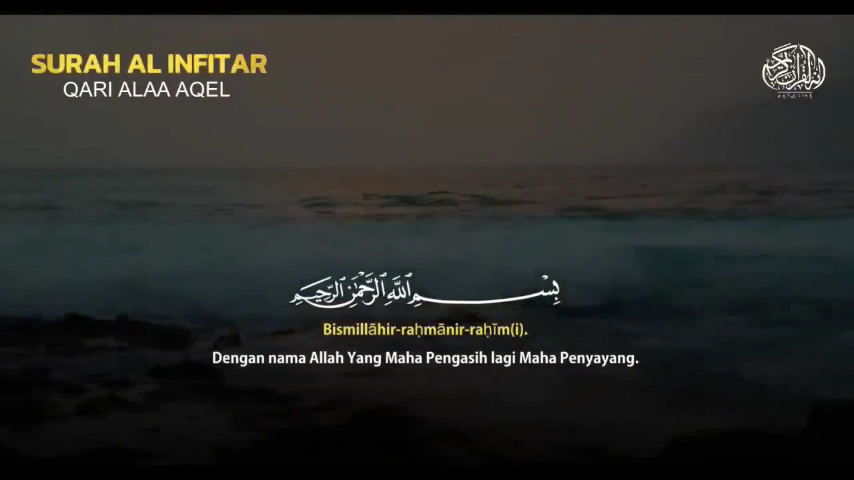 SURAH AL INFITAR
QARI ALAA AQEL
بِسْمِ اللَّهِ الرَّحْمَٰنِ الرَّحِيمِ
Bismillāhir-raḥmānir-raḥīm(i).
Dengan nama Allah Yang Maha Pengasih lagi Maha Penyayang.